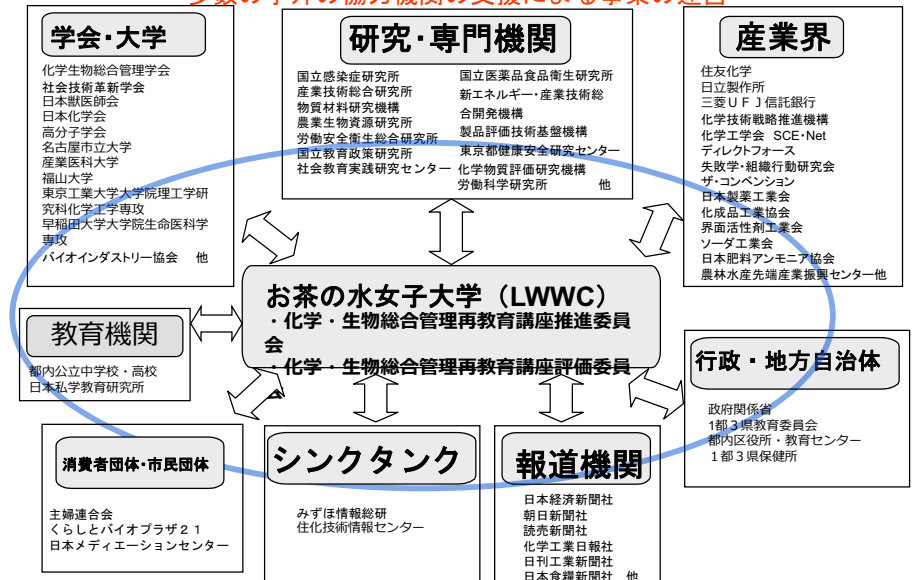 多数の学外の協力機関の支援による事業の運営
学会・大学
化学生物総合管理学会
社会技術革新学会
日本獣医師会
日本化学会
高分子学会
名古屋市立大学
産業医科大学
福山大学
東京工業大学大学院理工学研
究科化学工学専攻
早稲田大学大学院生命医科学
専攻
バイオインダストリー協会 他
研究・専門機関
国立感染症研究所
産業技術総合研究所
物質材料研究機構
農業生物資源研究所
労働安全衛生総合研究所
国立教育政策研究所
社会教育実践研究センター
国立医薬品食品衛生研究所
新エネルギー・産業技術総
合開発機構
製品評価技術基盤機構
東京都健康安全研究センター
化学物質評価研究機構
労働科学研究所 他
産業界
住友化学
日立製作所
三菱UFJ信託銀行
化学技術戦略推進機構
化学工学会 SCE・Net
ディレクトフォース
失敗学・組織行動研究会
ザ・コンベンション
日本製薬工業会
化成品工業協会
界面活性剤工業会
ソーダ工業会
日本肥料アンモニア協会
農林水産先端産業振興センター他
お茶の水女子大学（LWWC）
・化学・生物総合管理再教育講座推進委員
会
・化学・生物総合管理再教育講座評価委員
会
教育機関
都内公立中学校・高校
日本私学教育研究所
行政・地方自治体
政府関係省
1都３県教育委員会
都内区役所・教育センター
１都３県保健所
消費者団体・市民団体
主婦連合会
くらしとバイオプラザ２１
日本メディエーションセンター
シンクタンク
みずほ情報総研
住化技術情報センター
報道機関
日本経済新聞社
朝日新聞社
読売新聞社
化学工業日報社
日刊工業新聞社
日本食糧新聞社 他